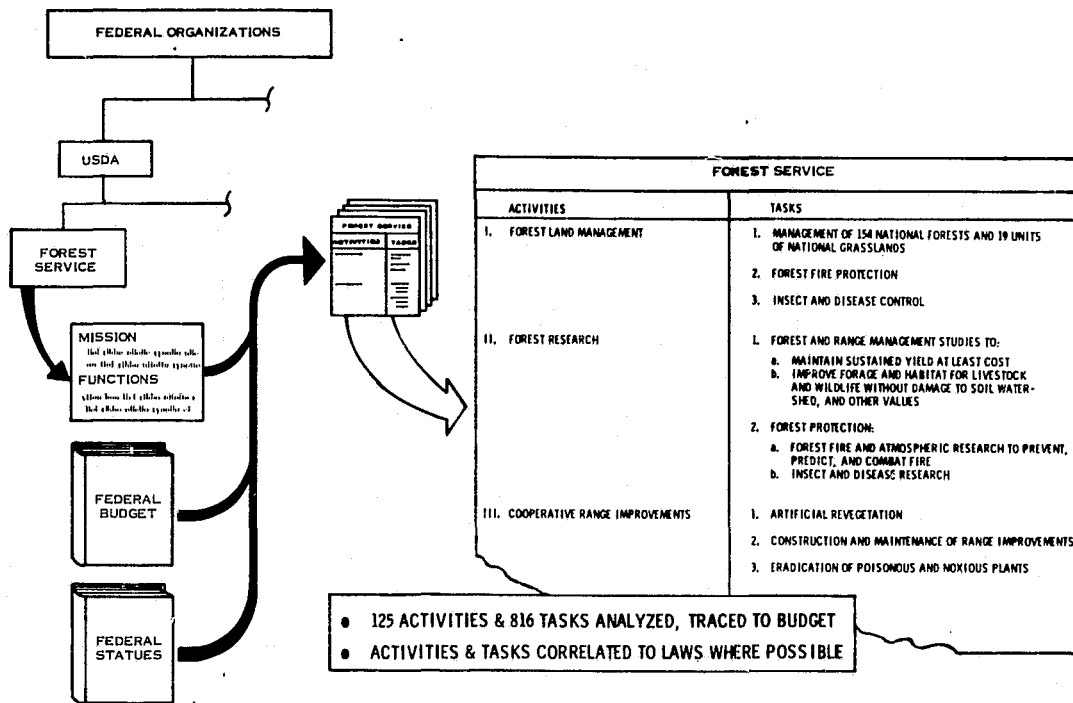 FEDERAL ORGANIZATIONS
USDA
FOREST
SERVICE
MISSION
FUNCTIONS
FEDERAL
BUDGET
FEDERAL
STATUES
FOREST SERVICE
ACTIVITIES TASKS
FOREST SERVICE
ACTIVITIES TASKS
I. FOREST LAND MANAGEMENT
1. MANAGEMENT OF 154 NATIONAL FORESTS AND 19 UNITS
OF NATIONAL GRASSLANDS
2. FOREST FIRE PROTECTION
3. INSECT AND DISEASE CONTROL
II. FOREST RESEARCH
1. FOREST AND RANGE MANAGEMENT STUDIES TO:
a. MAINTAIN SUSTAINED YIELD AT LEAST COST
b. IMPROVE FORAGE AND HABITAT FOR LIVESTOCK
AND WILDLIFE WITHOUT DAMAGE TO SOIL WATER-
SHED, AND OTHER VALUES
2. FOREST PROTECTION:
a. FOREST FIRE AND ATMOSPHERIC RESEARCH TO PREVENT,
PREDICT, AND COMBAT FIRE
b. INSECT AND DISEASE RESEARCH
III. COOPERATIVE RANGE IMPROVEMENTS
1. ARTIFICIAL REVEGETATION
2. CONSTRUCTION AND MAINTENANCE OF RANGE IMPROVEMENTS
3. ERADICATION OF POISONOUS AND NOXIOUS PLANTS
• 125 ACTIVITIES & 816 TASKS ANALYZED, TRACED TO BUDGET
• ACTIVITIES & TASKS CORRELATED TO LAWS WHERE POSSIBLE